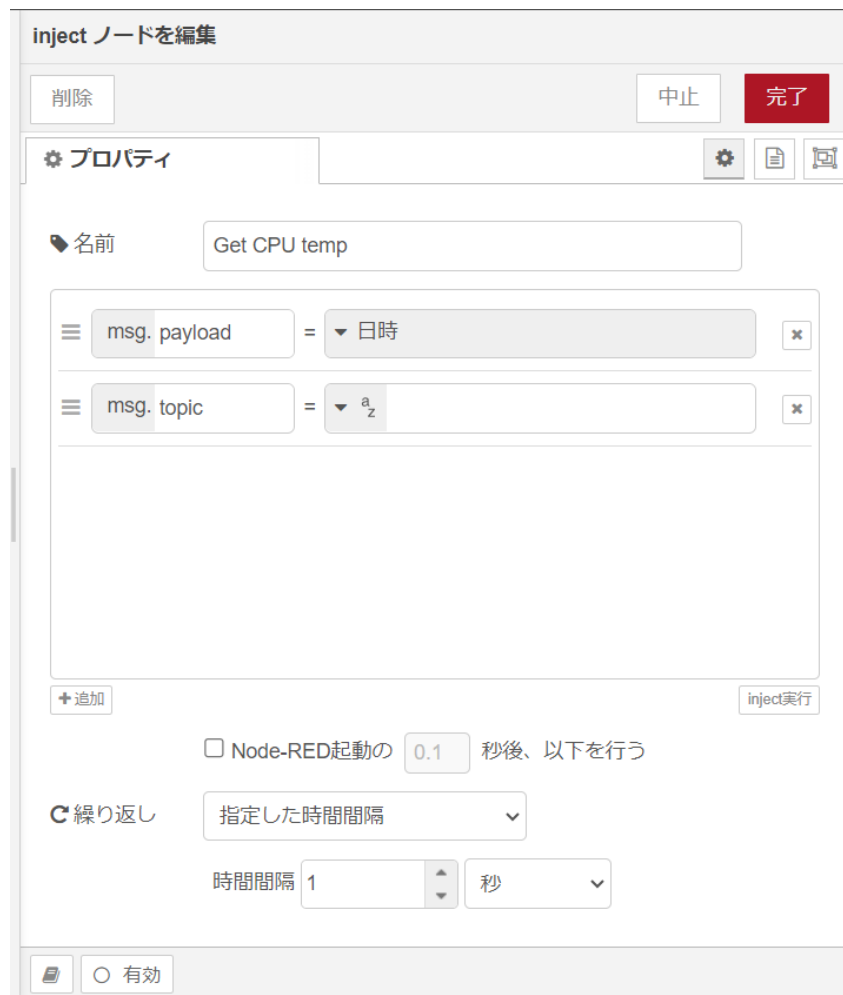 inject ノードを編集
削除 中止 完了
プロパティ
名前 Get CPU temp
msg. payload = 日時
msg. topic = az
追加 inject実行
Node-RED起動の 0.1 秒後、以下を行う
繰り返し 指定した時間間隔
時間間隔 1 秒
有効